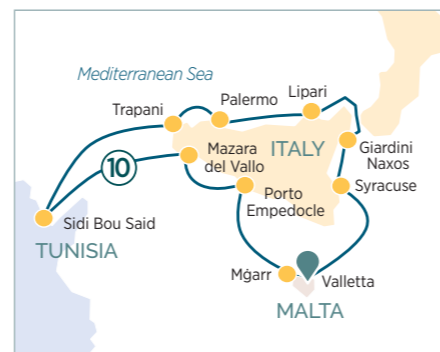 Mediterranean Sea
Lipari
Palermo
Trapani
Mazara
del Vallo
ITALY
Giardini
Naxos
10
Porto
Empedocle
Syracuse
Sidi Bou Said
TUNISIA
Mġarr
Valletta
MALTA